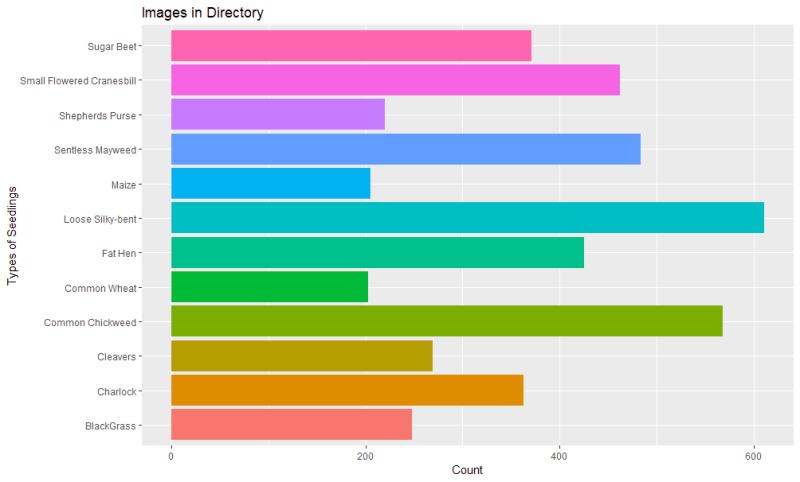 Images in Directory
Types of Seedlings
Sugar Beet
Small Flowered Cranesbill
Shepherds Purse
Sentless Mayweed
Maize
Loose Silky-bent
Fat Hen
Common Wheat
Common Chickweed
Cleavers
Charlock
BlackGrass
0 200 400 600
Count